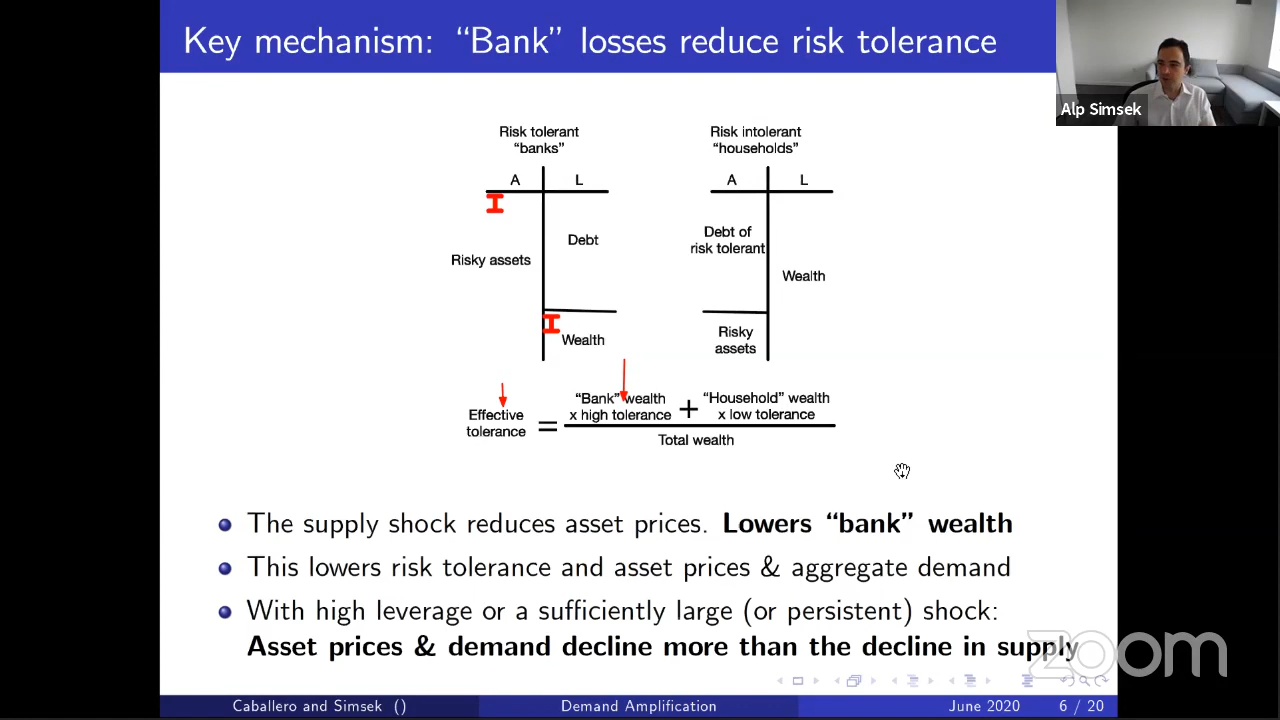 Key mechanism: “Bank” losses reduce risk tolerance
Alp Simsek
Risk tolerant
“banks”
A L
Risky assets
Debt
Wealth
Risk intolerant
“households”
A L
Debt of
risk tolerant
Wealth
Risky
assets
Effective
tolerance
=
“Bank” wealth
x high tolerance
+
“Household” wealth
x low tolerance
Total wealth
The supply shock reduces asset prices. Lowers “bank” wealth
This lowers risk tolerance and asset prices & aggregate demand
With high leverage or a sufficiently large (or persistent) shock:
Asset prices & demand decline more than the decline in supply
zoom
Caballero and Simsek () Demand Amplification June 2020 6 / 20